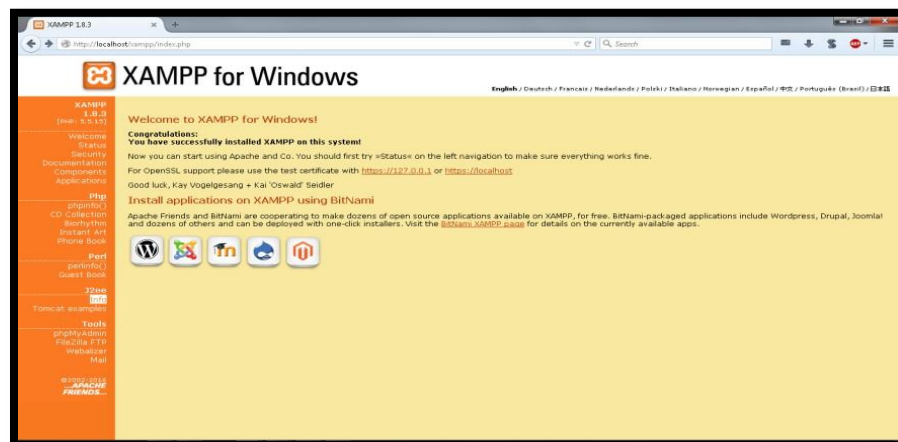 XAMPP 1.8.3
http://localhost/xampp/index.php
Search
XAMPP for Windows
English / Deutsch / Francais / Nederlands / Polski / Italiano / Norwegian / Español / 中文 / Português (Brasil) / 日本語
XAMPP
1.8.3
[PHP: 5.5.15]
Welcome
Status
Security
Documentation
Components
Applications
Php
phpinfo()
CD Collection
Biorhythm
Instant Art
Phone Book
Perl
perlinfo()
Guest Book
J2ee
Info
Tomcat examples
Tools
phpMyAdmin
FileZilla FTP
Webalizer
Mail
©2002-2014
...APACHE
FRIENDS...
Welcome to XAMPP for Windows!
Congratulations:
You have successfully installed XAMPP on this system!
Now you can start using Apache and Co. You should first try »Status« on the left navigation to make sure everything works fine.
For OpenSSL support please use the test certificate with https://127.0.0.1 or https://localhost
Good luck, Kay Vogelgesang + Kai 'Oswald' Seidler
Install applications on XAMPP using BitNami
Apache Friends and BitNami are cooperating to make dozens of open source applications available on XAMPP, for free. BitNami-packaged applications include Wordpress, Drupal, Joomla!
and dozens of others and can be deployed with one-click installers. Visit the BitNami XAMPP page for details on the currently available apps.